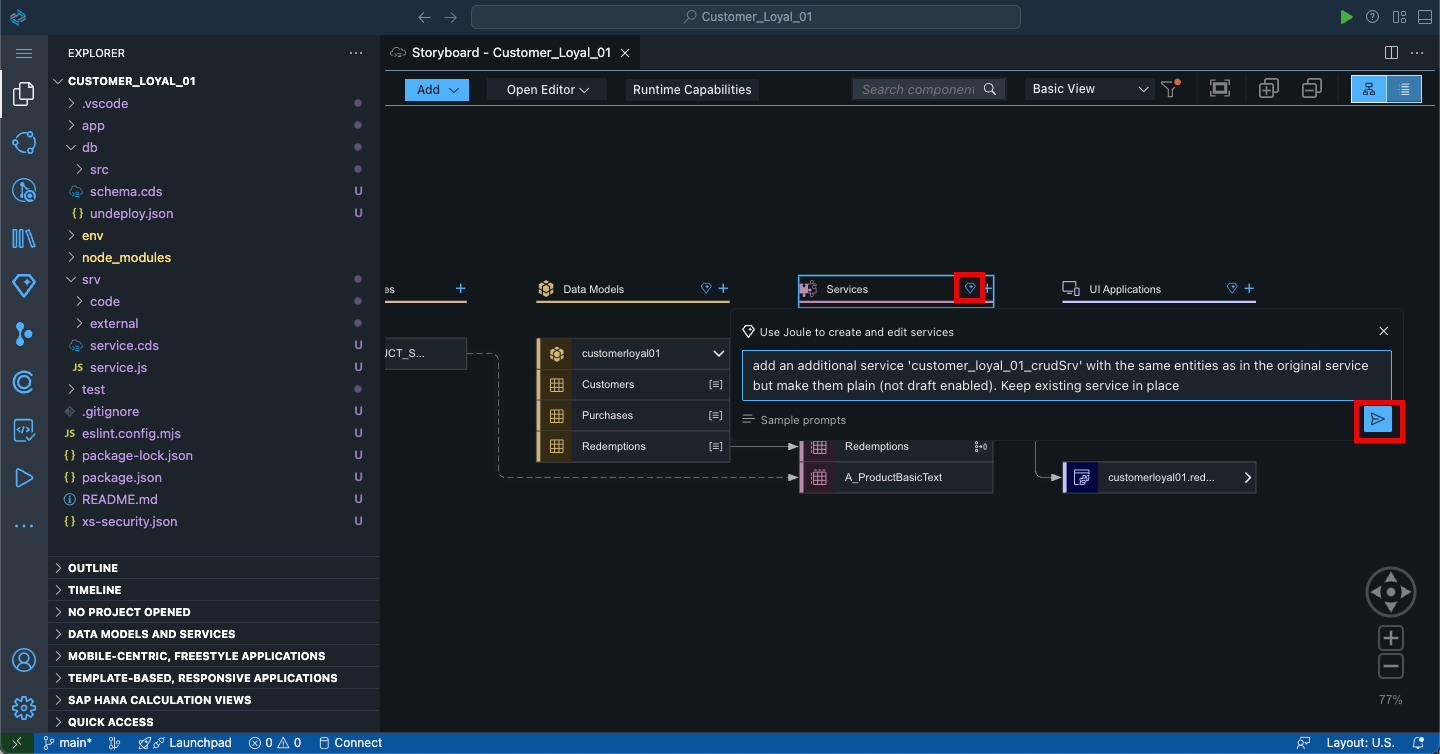 Customer_Loyal_01
EXPLORER
Storyboard - Customer_Loyal_01
CUSTOMER_LOYAL_01
.vscode
app
db
src
schema.cds U
undeploy.json U
env
node_modules
srv
code
external
service.cds U
service.js U
test
.gitignore U
eslint.config.mjs U
package-lock.json U
package.json U
README.md U
xs-security.json U
OUTLINE
TIMELINE
NO PROJECT OPENED
DATA MODELS AND SERVICES
MOBILE-CENTRIC, FREESTYLE APPLICATIONS
TEMPLATE-BASED, RESPONSIVE APPLICATIONS
SAP HANA CALCULATION VIEWS
QUICK ACCESS
Add
Open Editor
Runtime Capabilities
Search component
Basic View
es
Data Models
Services
UI Applications
UCT_S...
customerloyal01
Customers
Purchases
Redemptions
Use Joule to create and edit services
add an additional service 'customer_loyal_01_crudSrv' with the same entities as in the original service
but make them plain (not draft enabled). Keep existing service in place
Sample prompts
Redemptions
A_ProductBasicText
customerloyal01.red...
77%
main*
Launchpad
0
0
Connect
Layout: U.S.